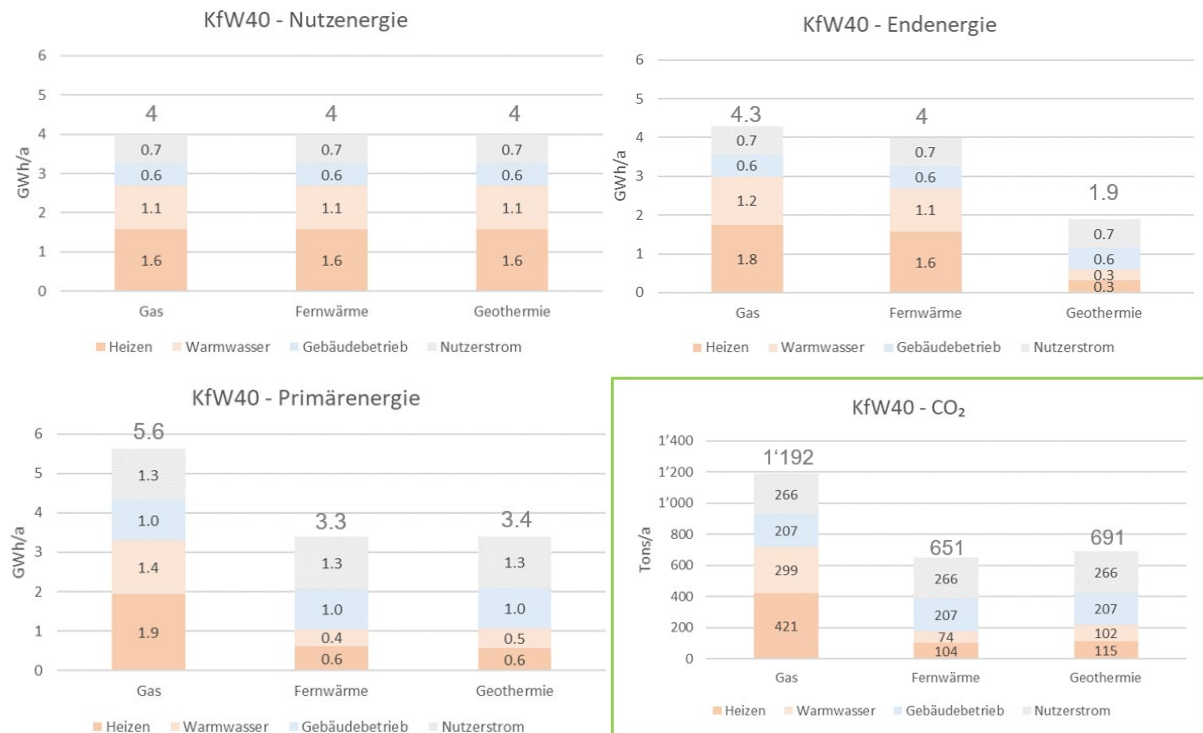 KfW40 - Nutzenergie
6
5
4
3
2
1
0
GWh/a
4
4
4
0.7
0.7
0.7
0.6
0.6
0.6
1.1
1.1
1.1
1.6
1.6
1.6
Gas
Fernwärme
Geothermie
Heizen
Warmwasser
Gebäudebetrieb
Nutzerstrom
KfW40 - Endenergie
6
5
4
3
2
1
0
GWh/a
4.3
4
1.9
0.7
0.7
0.7
0.6
0.6
0.6
1.2
1.1
0.3
1.8
1.6
0.3
Gas
Fernwärme
Geothermie
Heizen
Warmwasser
Gebäudebetrieb
Nutzerstrom
KfW40 - Primärenergie
6
5
4
3
2
1
0
GWh/a
5.6
3.3
3.4
1.3
1.3
1.3
1.0
1.0
1.0
1.4
0.4
0.5
1.9
0.6
0.6
Gas
Fernwärme
Geothermie
Heizen
Warmwasser
Gebäudebetrieb
Nutzerstrom
KfW40 - CO₂
1'400
1'200
1'000
800
600
400
200
0
Tons/a
1‘192
651
691
266
266
266
207
207
207
299
74
102
421
104
115
Gas
Fernwärme
Geothermie
Heizen
Warmwasser
Gebäudebetrieb
Nutzerstrom